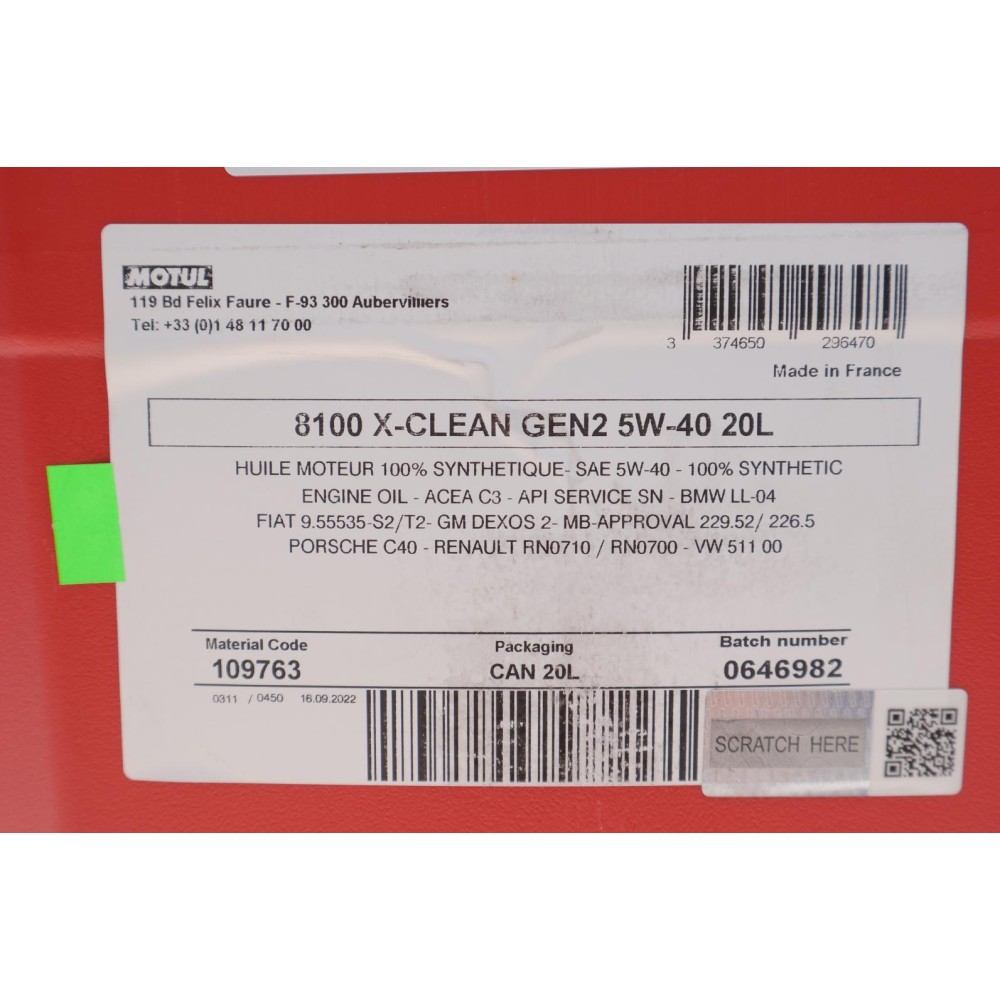 MOTUL
119 Bd Felix Faure - F-93 300 Aubervilliers
Tel: +33 (0)1 48 11 70 00
3 374650 296470
Made in France
8100 X-CLEAN GEN2 5W-40 20L
HUILE MOTEUR 100% SYNTHETIQUE- SAE 5W-40 - 100% SYNTHETIC
ENGINE OIL - ACEA C3 - API SERVICE SN - BMW LL-04
FIAT 9.55535-S2/T2- GM DEXOS 2- MB-APPROVAL 229.52/ 226.5
PORSCHE C40 - RENAULT RN0710 / RN0700 - VW 511 00
Material Code Packaging Batch number
109763 CAN 20L 0646982
0311 / 0450 16.09.2022
SCRATCH HERE